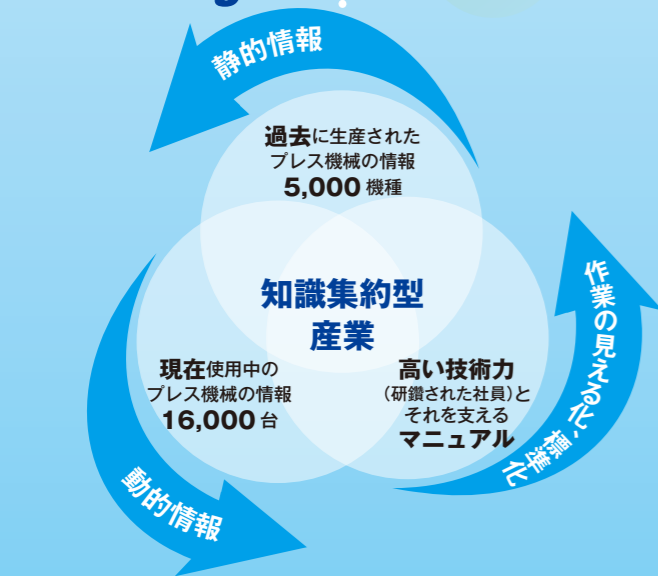 静的情報
過去に生産された
プレス機械の情報
5,000 機種
知識集約型
産業
現在使用中の
プレス機械の情報
16,000 台
高い技術力
(研鑽された社員)と
それを支える
マニュアル
作業の見える化、標準化
動的情報